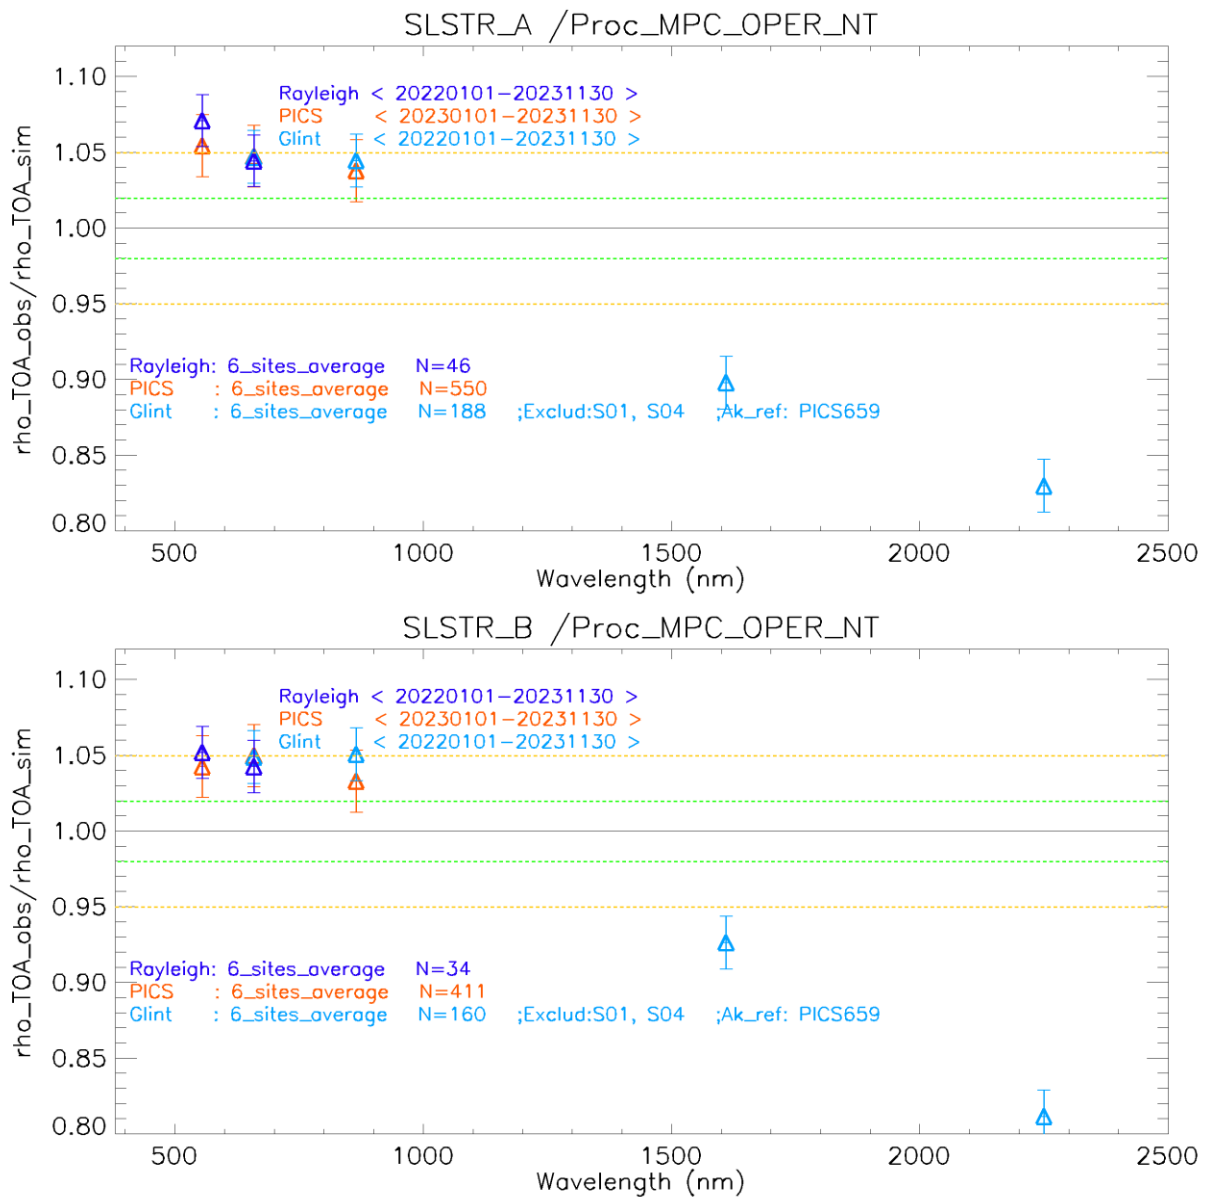 SLSTR_A /Proc_MPC_OPER_NT
rho_TOA_obs/rho_TOA_sim
1.10
1.05
1.00
0.95
0.90
0.85
0.80
Rayleigh < 20220101-20231130 >
PICS < 20230101-20231130 >
Glint < 20220101-20231130 >
Rayleigh: 6_sites_average N=46
PICS : 6_sites_average N=550
Glint : 6_sites_average N=188 ;Exclud:S01, S04 ;Ak_ref: PICS659
500 1000 1500 2000 2500
Wavelength (nm)
SLSTR_B /Proc_MPC_OPER_NT
rho_TOA_obs/rho_TOA_sim
1.10
1.05
1.00
0.95
0.90
0.85
0.80
Rayleigh < 20220101-20231130 >
PICS < 20230101-20231130 >
Glint < 20220101-20231130 >
Rayleigh: 6_sites_average N=34
PICS : 6_sites_average N=411
Glint : 6_sites_average N=160 ;Exclud:S01, S04 ;Ak_ref: PICS659
500 1000 1500 2000 2500
Wavelength (nm)